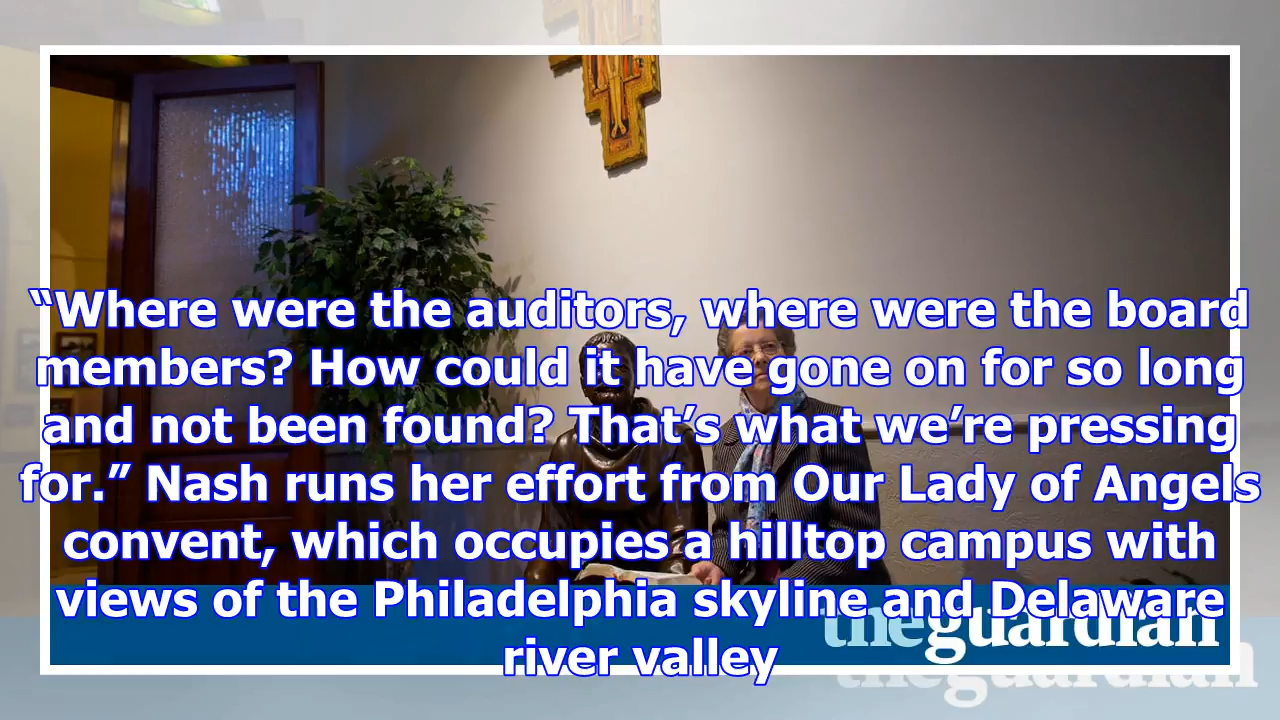 “Where were the auditors, where were the board
members? How could it have gone on for so long
and not been found? That’s what we’re pressing
for.” Nash runs her effort from Our Lady of Angels
convent, which occupies a hilltop campus with
views of the Philadelphia skyline and Delaware
river valley
theguardian
theguardian